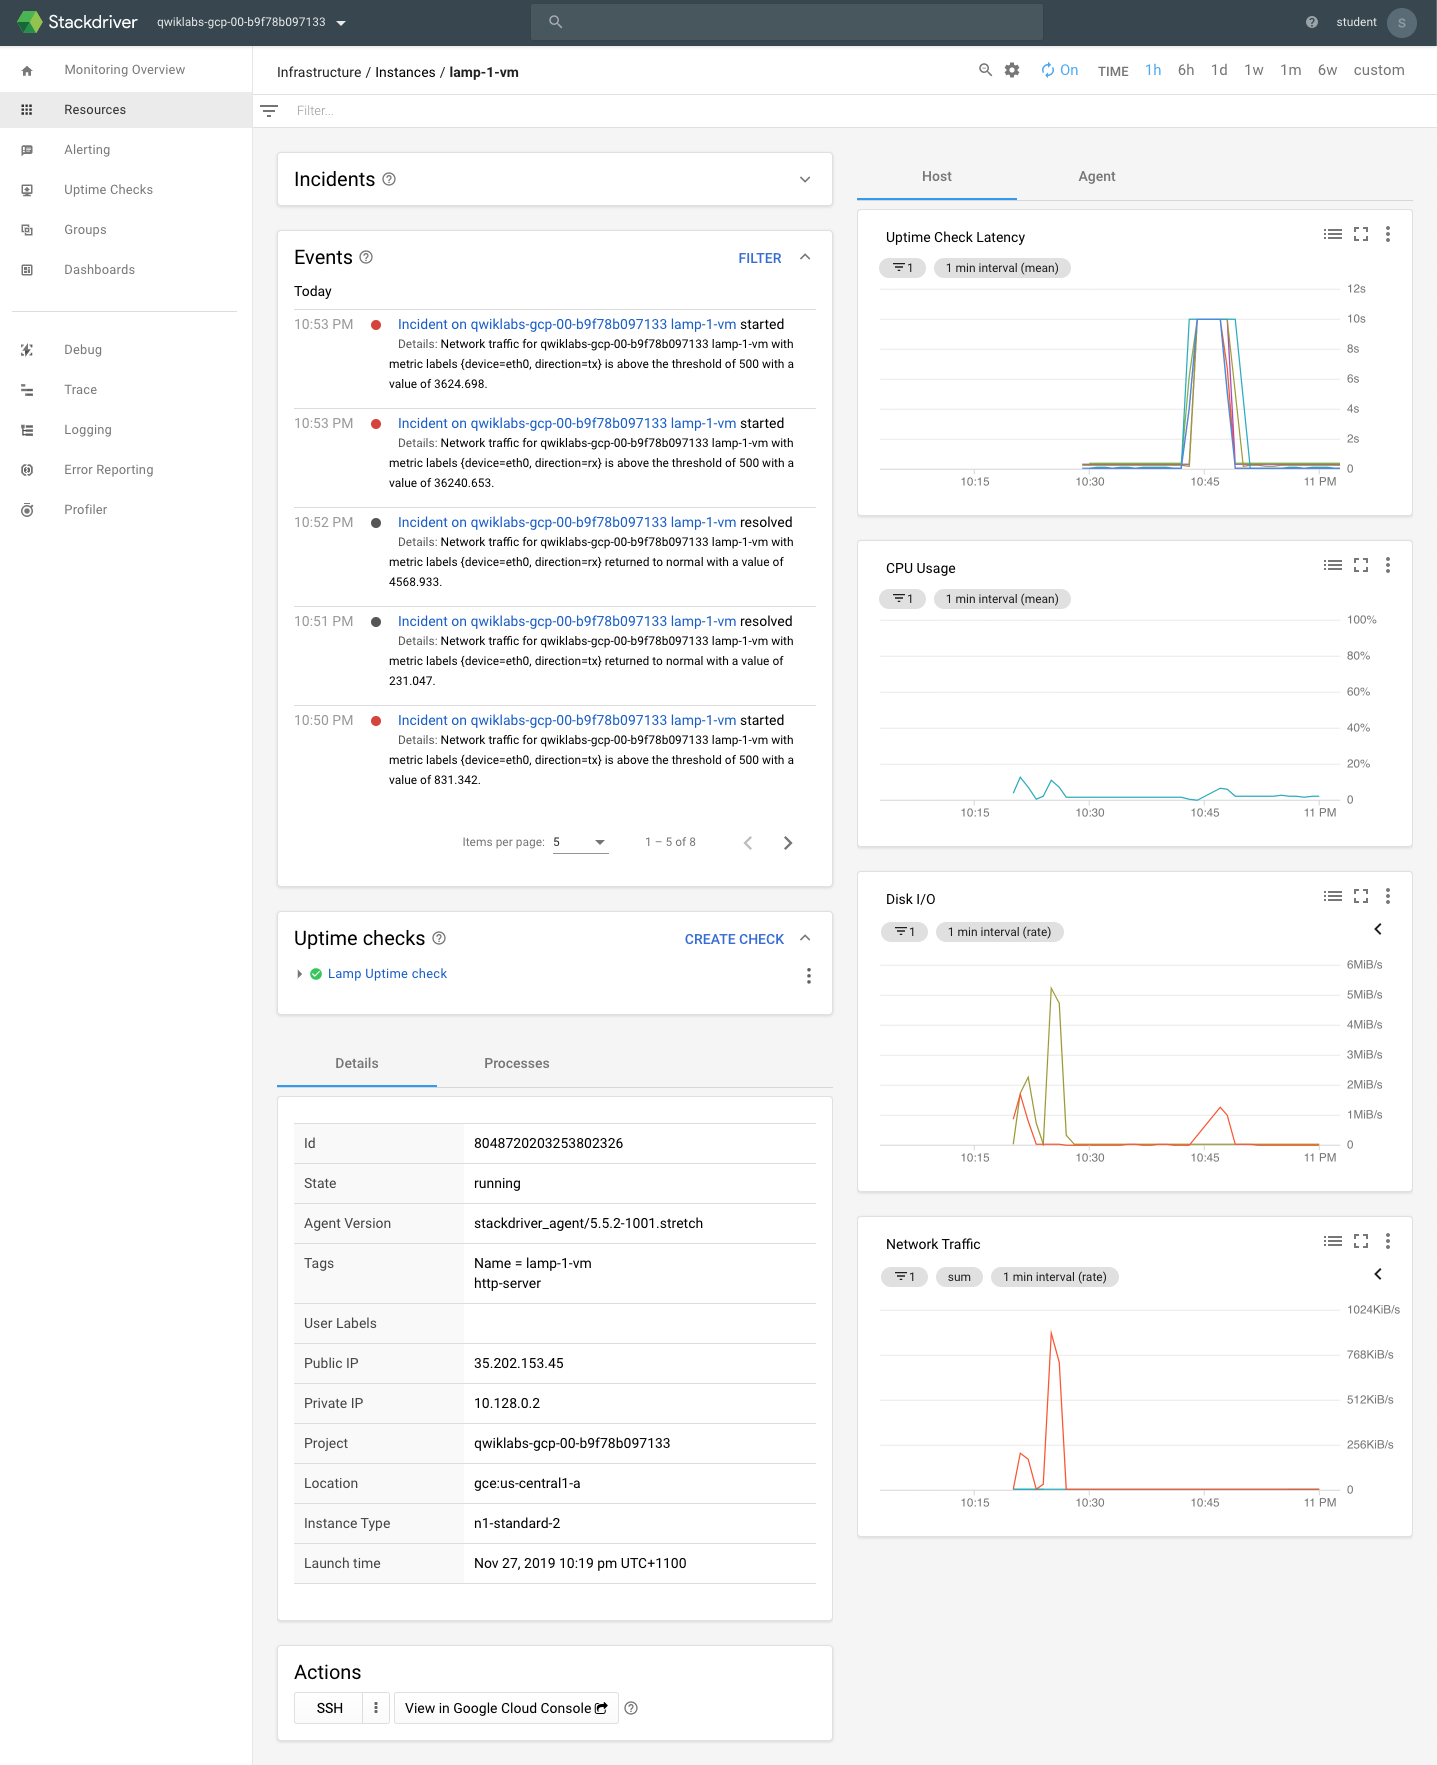 Stackdriver
qwiklabs-gcp-00-b9f78b097133
student
S
Monitoring Overview
Resources
Alerting
Uptime Checks
Groups
Dashboards
Debug
Trace
Logging
Error Reporting
Profiler
Infrastructure / Instances / lamp-1-vm
On TIME 1h 6h 1d 1w 1m 6w custom
Filter...
Incidents
Events
FILTER
Today
10:53 PM Incident on qwiklabs-gcp-00-b9f78b097133 lamp-1-vm started
Details: Network traffic for qwiklabs-gcp-00-b9f78b097133 lamp-1-vm with
metric labels {device=eth0, direction=tx} is above the threshold of 500 with a
value of 3624.698.
10:53 PM Incident on qwiklabs-gcp-00-b9f78b097133 lamp-1-vm started
Details: Network traffic for qwiklabs-gcp-00-b9f78b097133 lamp-1-vm with
metric labels {device=eth0, direction=rx} is above the threshold of 500 with a
value of 36240.653.
10:52 PM Incident on qwiklabs-gcp-00-b9f78b097133 lamp-1-vm resolved
Details: Network traffic for qwiklabs-gcp-00-b9f78b097133 lamp-1-vm with
metric labels {device=eth0, direction=rx} returned to normal with a value of
4568.933.
10:51 PM Incident on qwiklabs-gcp-00-b9f78b097133 lamp-1-vm resolved
Details: Network traffic for qwiklabs-gcp-00-b9f78b097133 lamp-1-vm with
metric labels {device=eth0, direction=tx} returned to normal with a value of
231.047.
10:50 PM Incident on qwiklabs-gcp-00-b9f78b097133 lamp-1-vm started
Details: Network traffic for qwiklabs-gcp-00-b9f78b097133 lamp-1-vm with
metric labels {device=eth0, direction=tx} is above the threshold of 500 with a
value of 831.342.
Items per page: 5 1 – 5 of 8
Uptime checks
CREATE CHECK
Lamp Uptime check
Details Processes
Id 8048720203253802326
State running
Agent Version stackdriver_agent/5.5.2-1001.stretch
Tags Name = lamp-1-vm
http-server
User Labels
Public IP 35.202.153.45
Private IP 10.128.0.2
Project qwiklabs-gcp-00-b9f78b097133
Location gce:us-central1-a
Instance Type n1-standard-2
Launch time Nov 27, 2019 10:19 pm UTC+1100
Actions
SSH View in Google Cloud Console
Host Agent
Uptime Check Latency
1 1 min interval (mean)
12s
10s
8s
6s
4s
2s
0
10:15 10:30 10:45 11 PM
CPU Usage
1 1 min interval (mean)
100%
80%
60%
40%
20%
0
10:15 10:30 10:45 11 PM
Disk I/O
1 1 min interval (rate)
6MiB/s
5MiB/s
4MiB/s
3MiB/s
2MiB/s
1MiB/s
0
10:15 10:30 10:45 11 PM
Network Traffic
1 sum 1 min interval (rate)
1024KiB/s
768KiB/s
512KiB/s
256KiB/s
0
10:15 10:30 10:45 11 PM